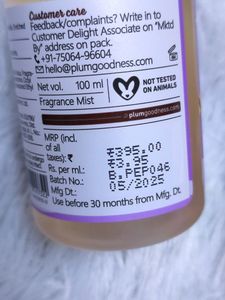 Customer care
Feedback/complaints? Write in to
Customer Delight Associate on "Mktd
By' address on pack.
+91-75064-96604
hello@plumgoodness.com
Net vol. 100 ml
NOT TESTED
ON ANIMALS
Fragrance Mist
plumgoodness.com
MRP (incl.
of all
taxes): ₹ ₹395.00
Rs. per ml.: ₹3.95
Batch No.: B.PEP046
Mfg Dt.: 05/2025
Use before 30 months from Mfg. Dt.